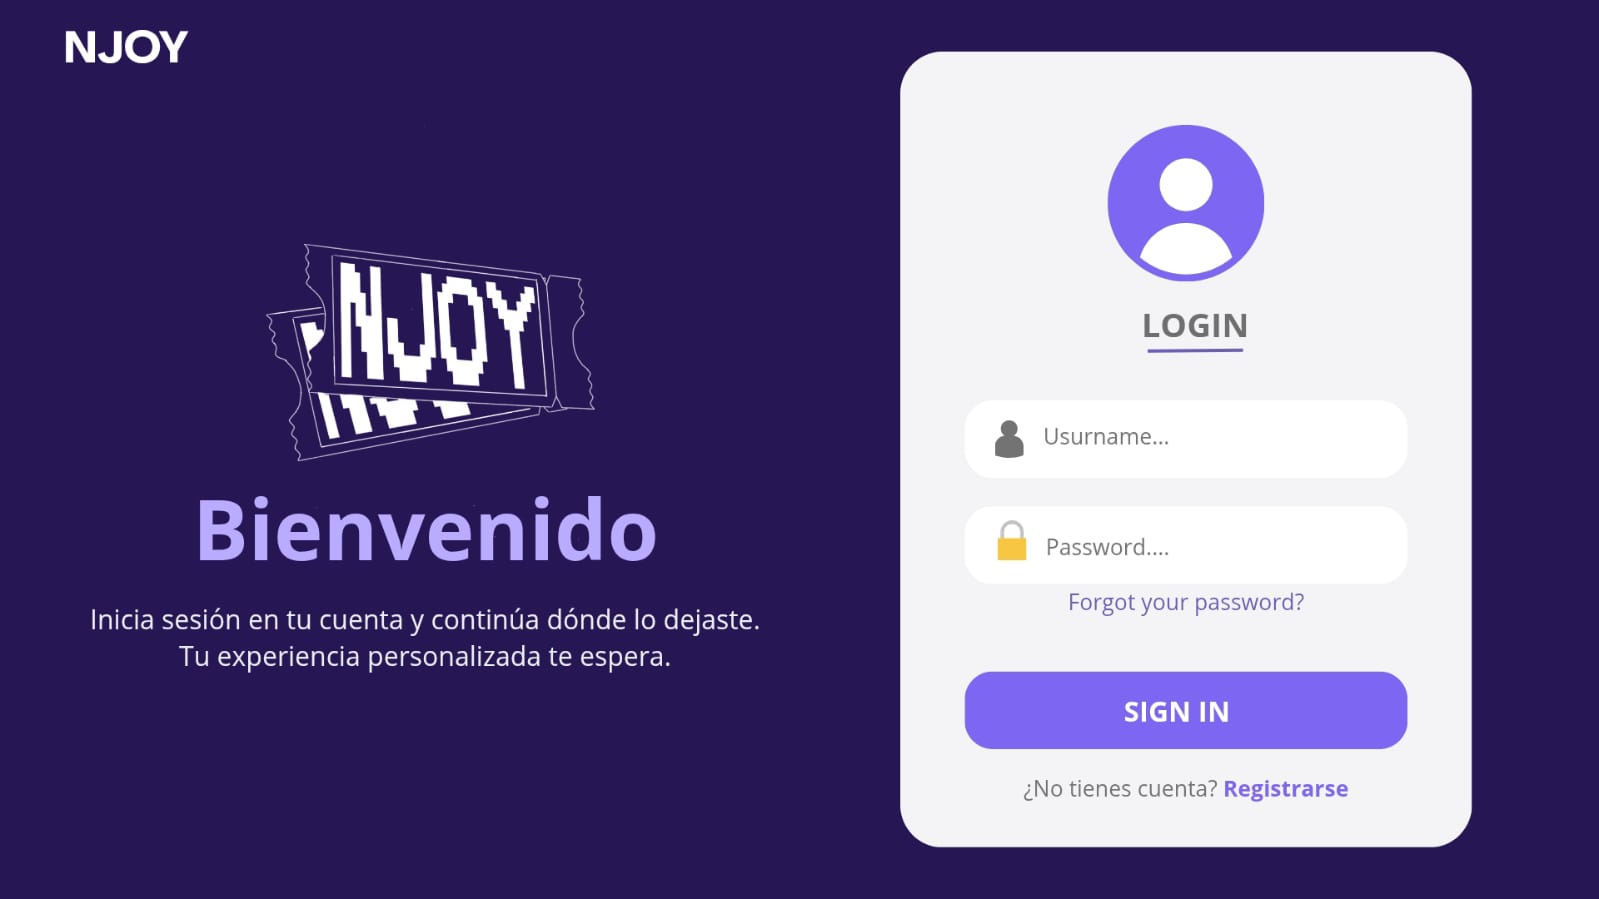 NJOY
NJOY
Bienvenido
Inicia sesión en tu cuenta y continúa dónde lo dejaste.
Tu experiencia personalizada te espera.
LOGIN
Usurname...
Password....
Forgot your password?
SIGN IN
¿No tienes cuenta? Registrarse